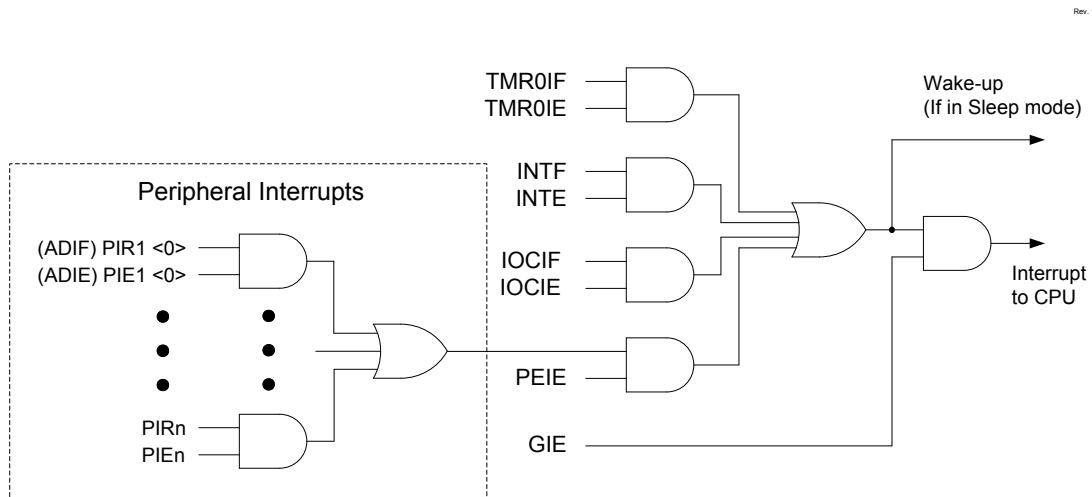 Rev.
TMR0IF
TMR0IE
Wake-up
(If in Sleep mode)
INTF
INTE
Peripheral Interrupts
(ADIF) PIR1 <0>
(ADIE) PIE1 <0>
IOCIF
IOCIE
Interrupt
to CPU
PEIE
PIRn
PIEn
GIE